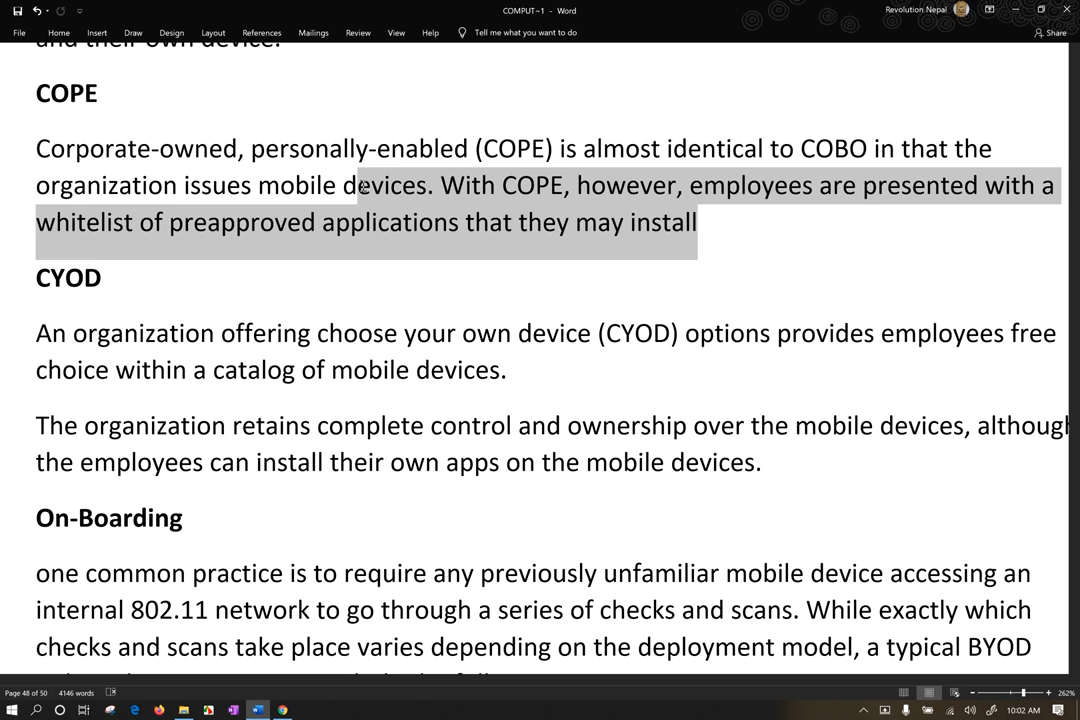 COMPUT~1 - Word
Revolution Nepal
File Home Insert Draw Design Layout References Mailings Review View Help Tell me what you want to do Share
and their own device.
COPE
Corporate-owned, personally-enabled (COPE) is almost identical to COBO in that the
organization issues mobile devices. With COPE, however, employees are presented with a
whitelist of preapproved applications that they may install
CYOD
An organization offering choose your own device (CYOD) options provides employees free
choice within a catalog of mobile devices.
The organization retains complete control and ownership over the mobile devices, although
the employees can install their own apps on the mobile devices.
On-Boarding
one common practice is to require any previously unfamiliar mobile device accessing an
internal 802.11 network to go through a series of checks and scans. While exactly which
checks and scans take place varies depending on the deployment model, a typical BYOD
Page 48 of 50 4146 words 262%
10:02 AM